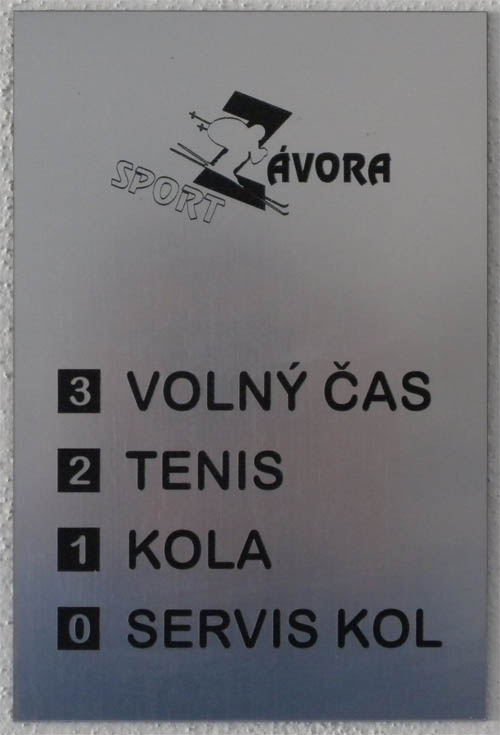 ZÁVORA
SPORT
3 VOLNÝ ČAS
2 TENIS
1 KOLA
0 SERVIS KOL